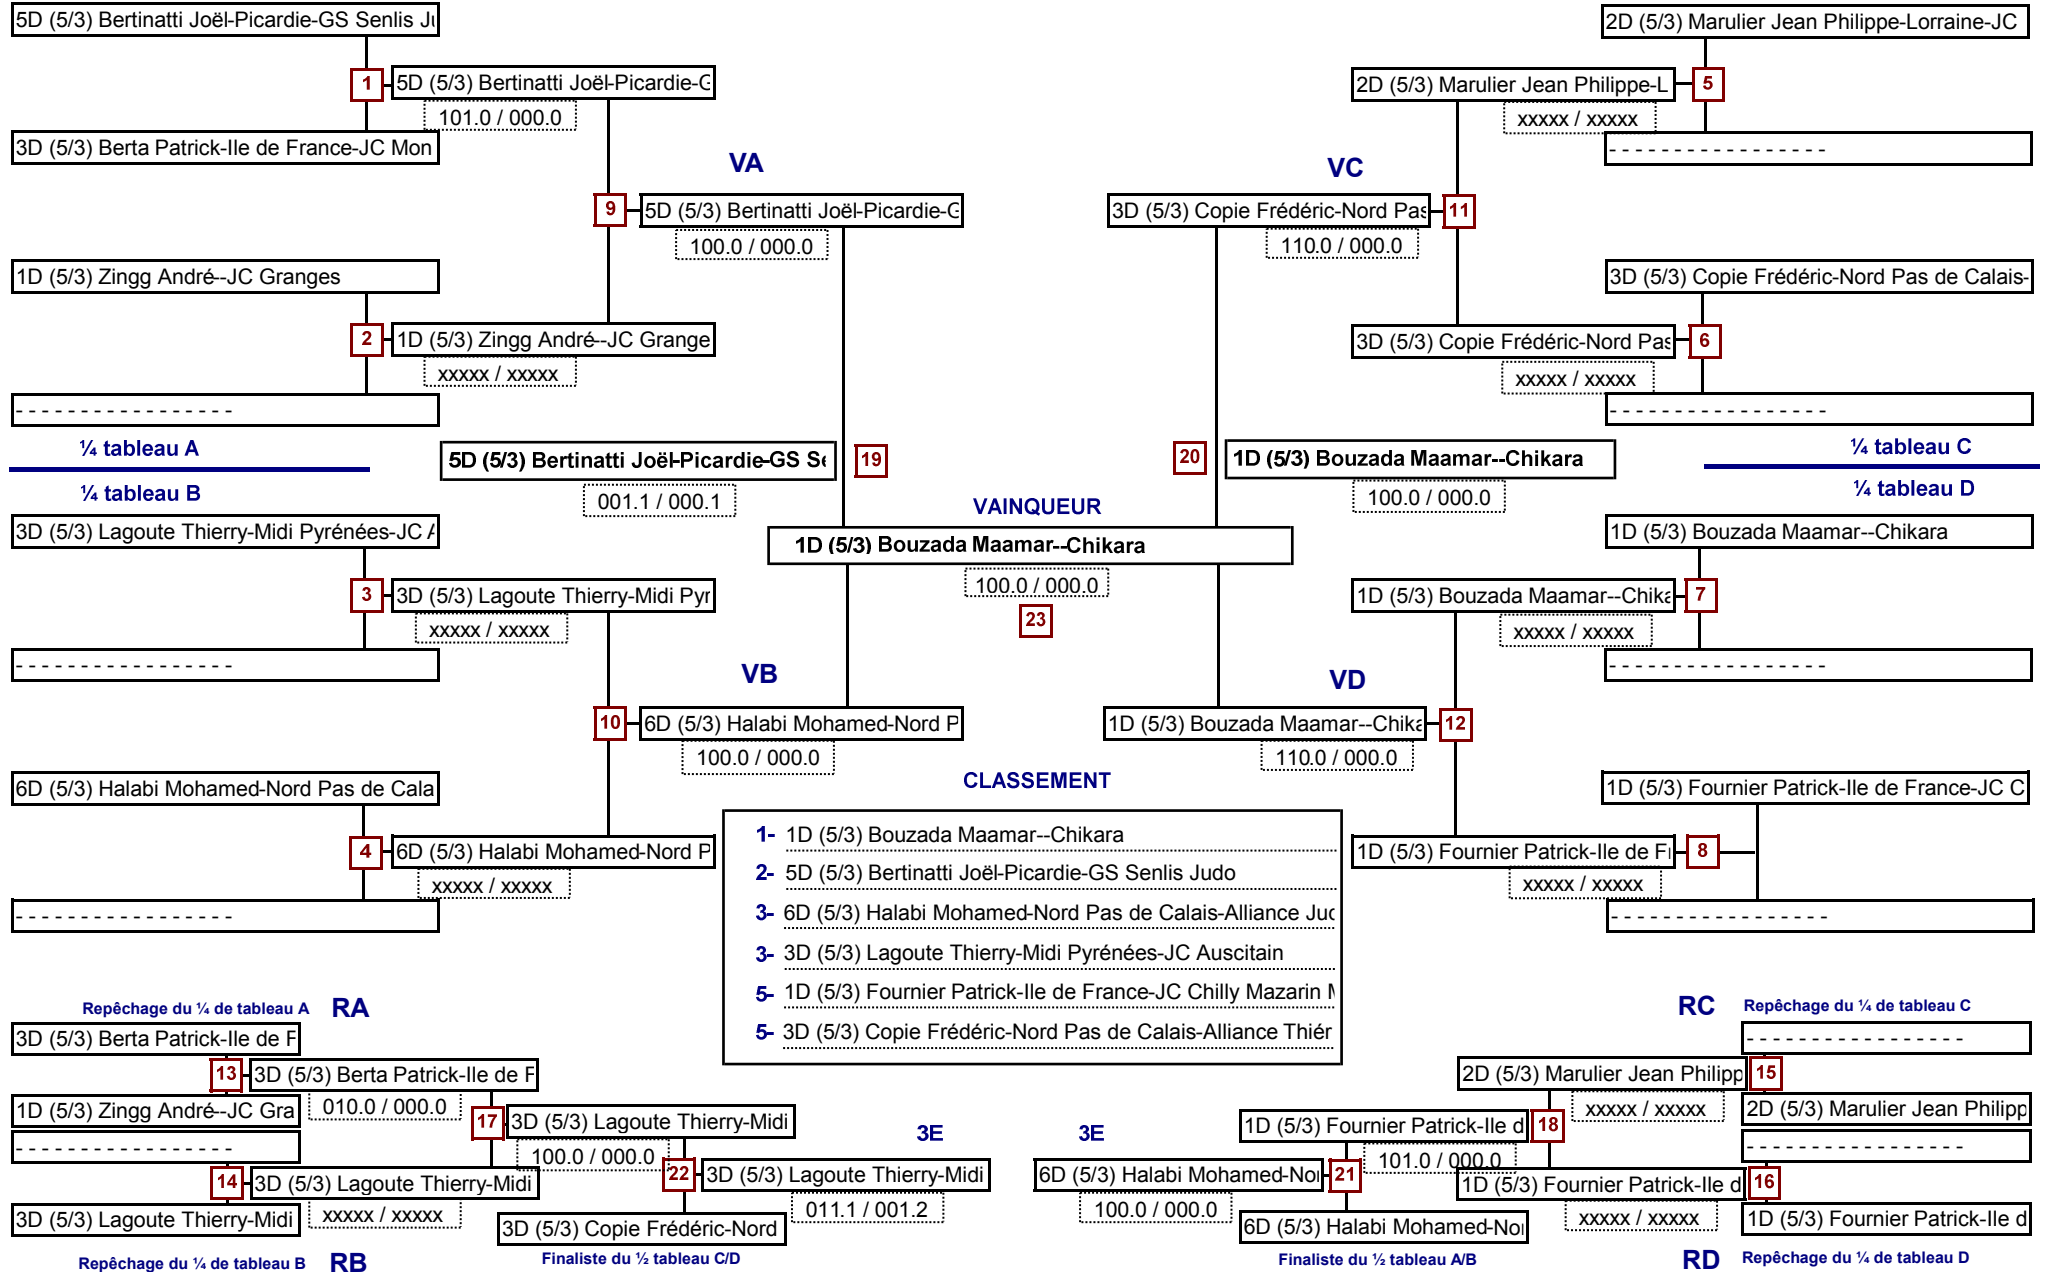 5D (5/3) Bertinatti Joël-Picardie-GS Senlis Ju
2D (5/3) Marulier Jean Philippe-Lorraine-JC
1
5D (5/3) Bertinatti Joël-Picardie-G
2D (5/3) Marulier Jean Philippe-L
5
101.0 / 000.0
xxxxx / xxxxx
3D (5/3) Berta Patrick-Ile de France-JC Mon
- - - - - - - - - - - - - - - - -
VA
VC
9
5D (5/3) Bertinatti Joël-Picardie-G
3D (5/3) Copie Frédéric-Nord Pas
11
100.0 / 000.0
110.0 / 000.0
1D (5/3) Zingg André--JC Granges
3D (5/3) Copie Frédéric-Nord Pas de Calais-
2
1D (5/3) Zingg André--JC Grange
3D (5/3) Copie Frédéric-Nord Pas
6
xxxxx / xxxxx
xxxxx / xxxxx
- - - - - - - - - - - - - - - - -
- - - - - - - - - - - - - - - - -
¼ tableau A
5D (5/3) Bertinatti Joël-Picardie-GS Se
19
20
1D (5/3) Bouzada Maamar--Chikara
¼ tableau C
¼ tableau B
001.1 / 000.1
100.0 / 000.0
¼ tableau D
VAINQUEUR
3D (5/3) Lagoute Thierry-Midi Pyrénées-JC A
1D (5/3) Bouzada Maamar--Chikara
1D (5/3) Bouzada Maamar--Chikara
100.0 / 000.0
3
3D (5/3) Lagoute Thierry-Midi Pyr
1D (5/3) Bouzada Maamar--Chika
7
23
xxxxx / xxxxx
xxxxx / xxxxx
- - - - - - - - - - - - - - - - -
- - - - - - - - - - - - - - - - -
VB
VD
10
6D (5/3) Halabi Mohamed-Nord P
1D (5/3) Bouzada Maamar--Chika
12
100.0 / 000.0
110.0 / 000.0
CLASSEMENT
6D (5/3) Halabi Mohamed-Nord Pas de Cala
1D (5/3) Fournier Patrick-Ile de France-JC C
1- 1D (5/3) Bouzada Maamar--Chikara
4
6D (5/3) Halabi Mohamed-Nord P
1D (5/3) Fournier Patrick-Ile de Fr
8
2- 5D (5/3) Bertinatti Joël-Picardie-GS Senlis Judo
xxxxx / xxxxx
xxxxx / xxxxx
3- 6D (5/3) Halabi Mohamed-Nord Pas de Calais-Alliance Jud
- - - - - - - - - - - - - - - - -
- - - - - - - - - - - - - - - - -
3- 3D (5/3) Lagoute Thierry-Midi Pyrénées-JC Auscitain
5- 1D (5/3) Fournier Patrick-Ile de France-JC Chilly Mazarin M
5- 3D (5/3) Copie Frédéric-Nord Pas de Calais-Alliance Thiér
Repêchage du ¼ de tableau A RA
RC Repêchage du ¼ de tableau C
3D (5/3) Berta Patrick-Ile de F
- - - - - - - - - - - - - - - - -
13
3D (5/3) Berta Patrick-Ile de F
2D (5/3) Marulier Jean Philipp
15
1D (5/3) Zingg André--JC Gra
010.0 / 000.0
xxxxx / xxxxx
2D (5/3) Marulier Jean Philipp
17
3D (5/3) Lagoute Thierry-Midi
3E
3E
1D (5/3) Fournier Patrick-Ile d
18
- - - - - - - - - - - - - - - - -
- - - - - - - - - - - - - - - - -
100.0 / 000.0
101.0 / 000.0
22
3D (5/3) Lagoute Thierry-Midi
6D (5/3) Halabi Mohamed-Nor
21
14
3D (5/3) Lagoute Thierry-Midi
1D (5/3) Fournier Patrick-Ile d
16
3D (5/3) Lagoute Thierry-Midi
xxxxx / xxxxx
011.1 / 001.2
100.0 / 000.0
xxxxx / xxxxx
1D (5/3) Fournier Patrick-Ile d
3D (5/3) Copie Frédéric-Nord
6D (5/3) Halabi Mohamed-Nor
Repêchage du ¼ de tableau B RB
Finaliste du ½ tableau C/D
Finaliste du ½ tableau A/B
RD Repêchage du ¼ de tableau D